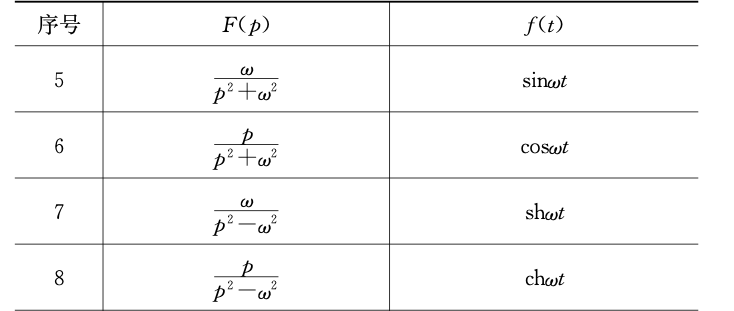 序号 F(p) f(t)
5 ω/(p²+ω²) sinωt
6 p/(p²+ω²) cosωt
7 ω/(p²−ω²) shωt
8 p/(p²−ω²) chωt